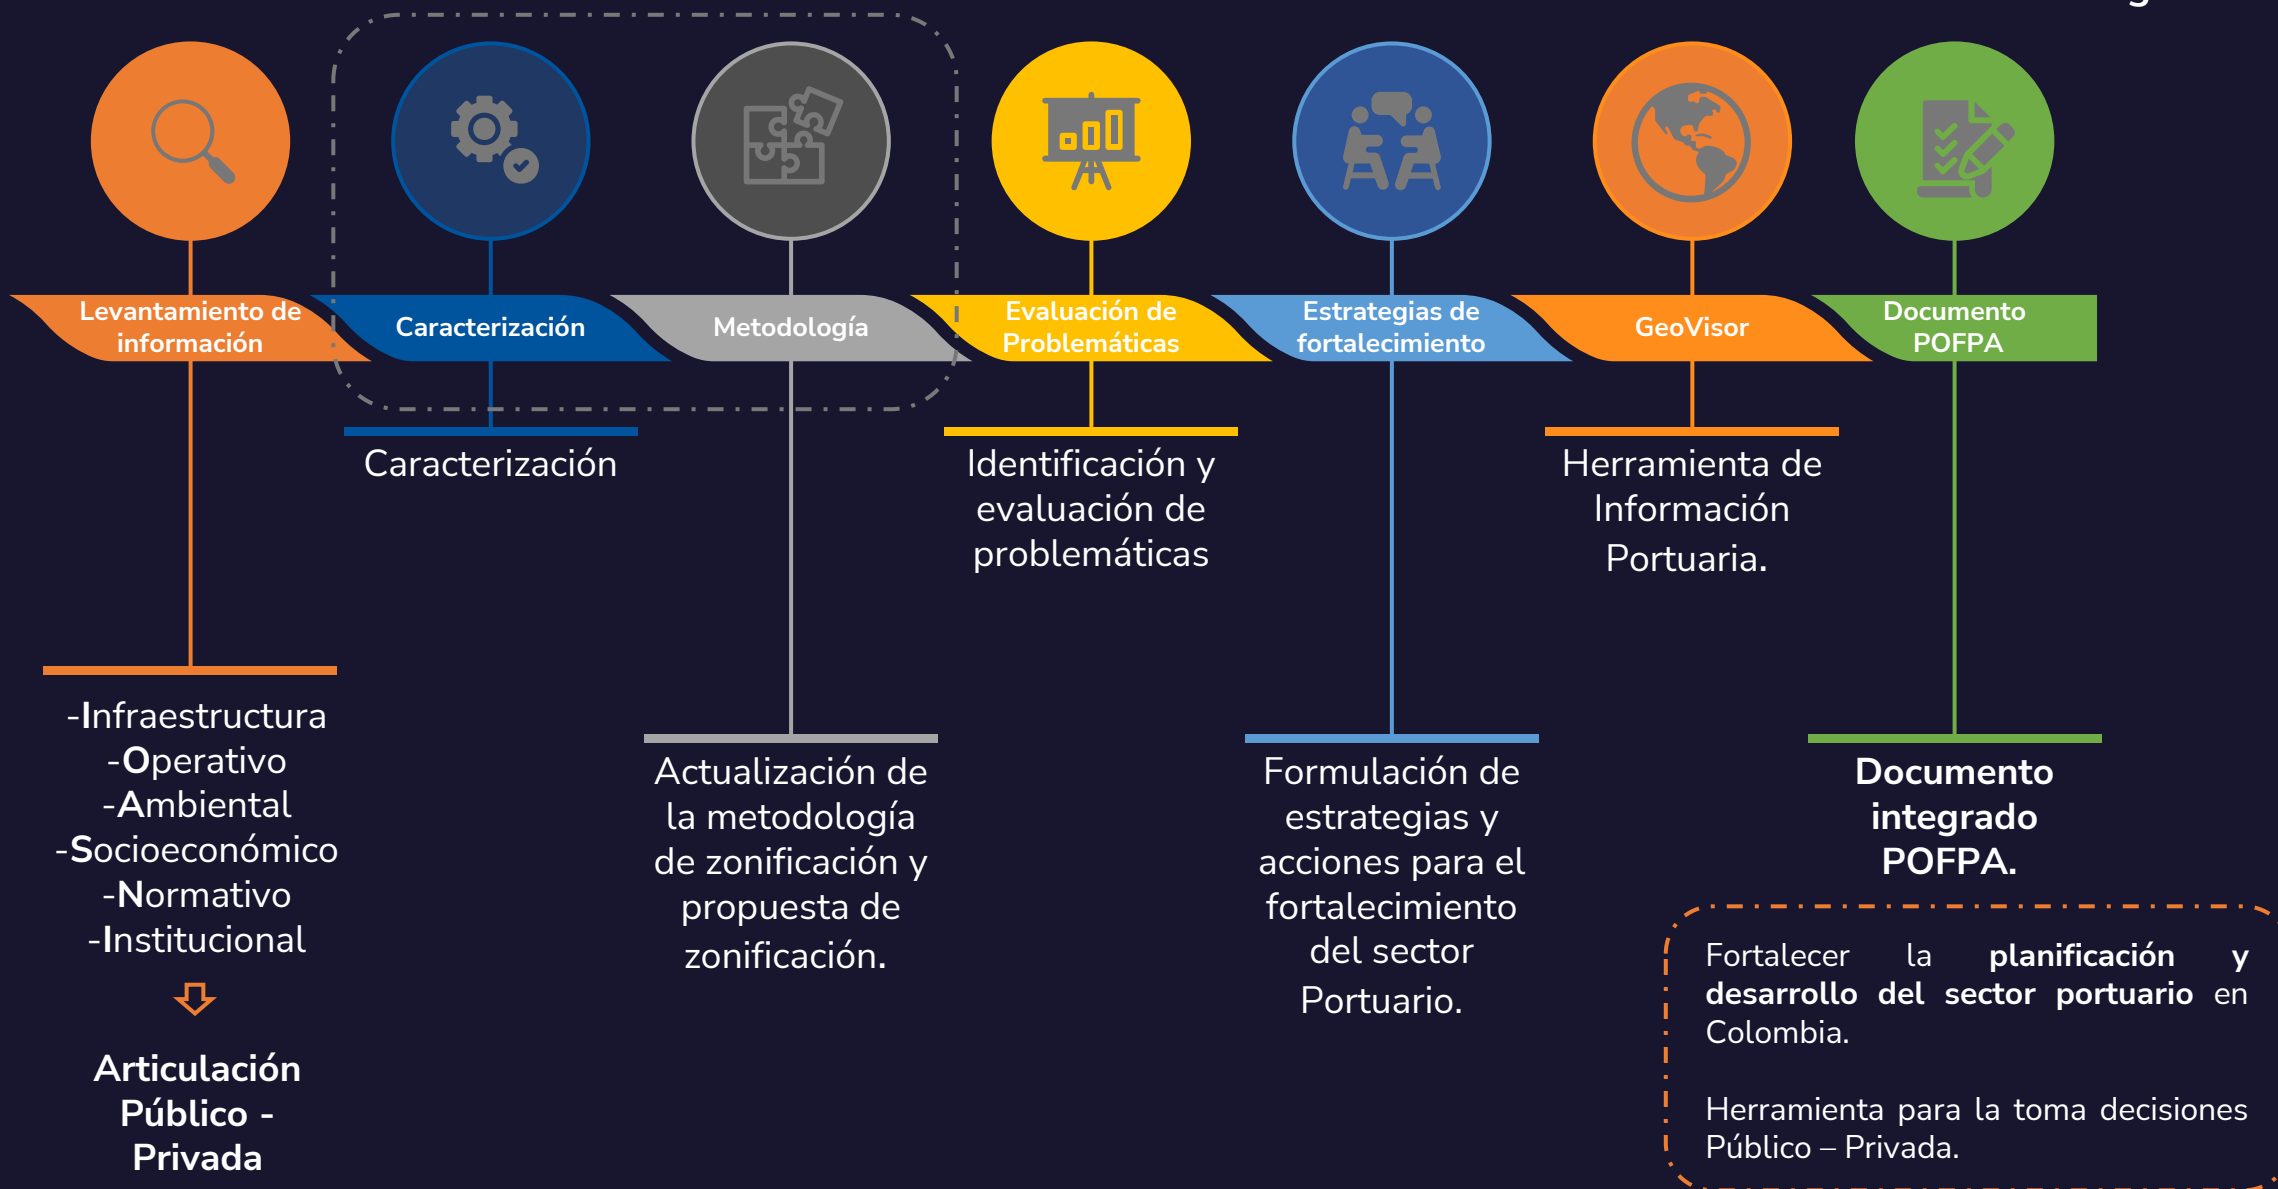 Levantamiento de
información
Caracterización
Metodología
Evaluación de
Problemáticas
Estrategias de
fortalecimiento
GeoVisor
Documento
POFPA
Caracterización
Identificación y
evaluación de
problemáticas
Herramienta de
Información
Portuaria.
-Infraestructura
-Operativo
-Ambiental
-Socioeconómico
-Normativo
-Institucional
Articulación
Público -
Privada
Actualización de
la metodología
de zonificación y
propuesta de
zonificación.
Formulación de
estrategias y
acciones para el
fortalecimiento
del sector
Portuario.
Documento
integrado
POFPA.
Fortalecer la planificación y
desarrollo del sector portuario en
Colombia.
Herramienta para la toma decisiones
Público – Privada.